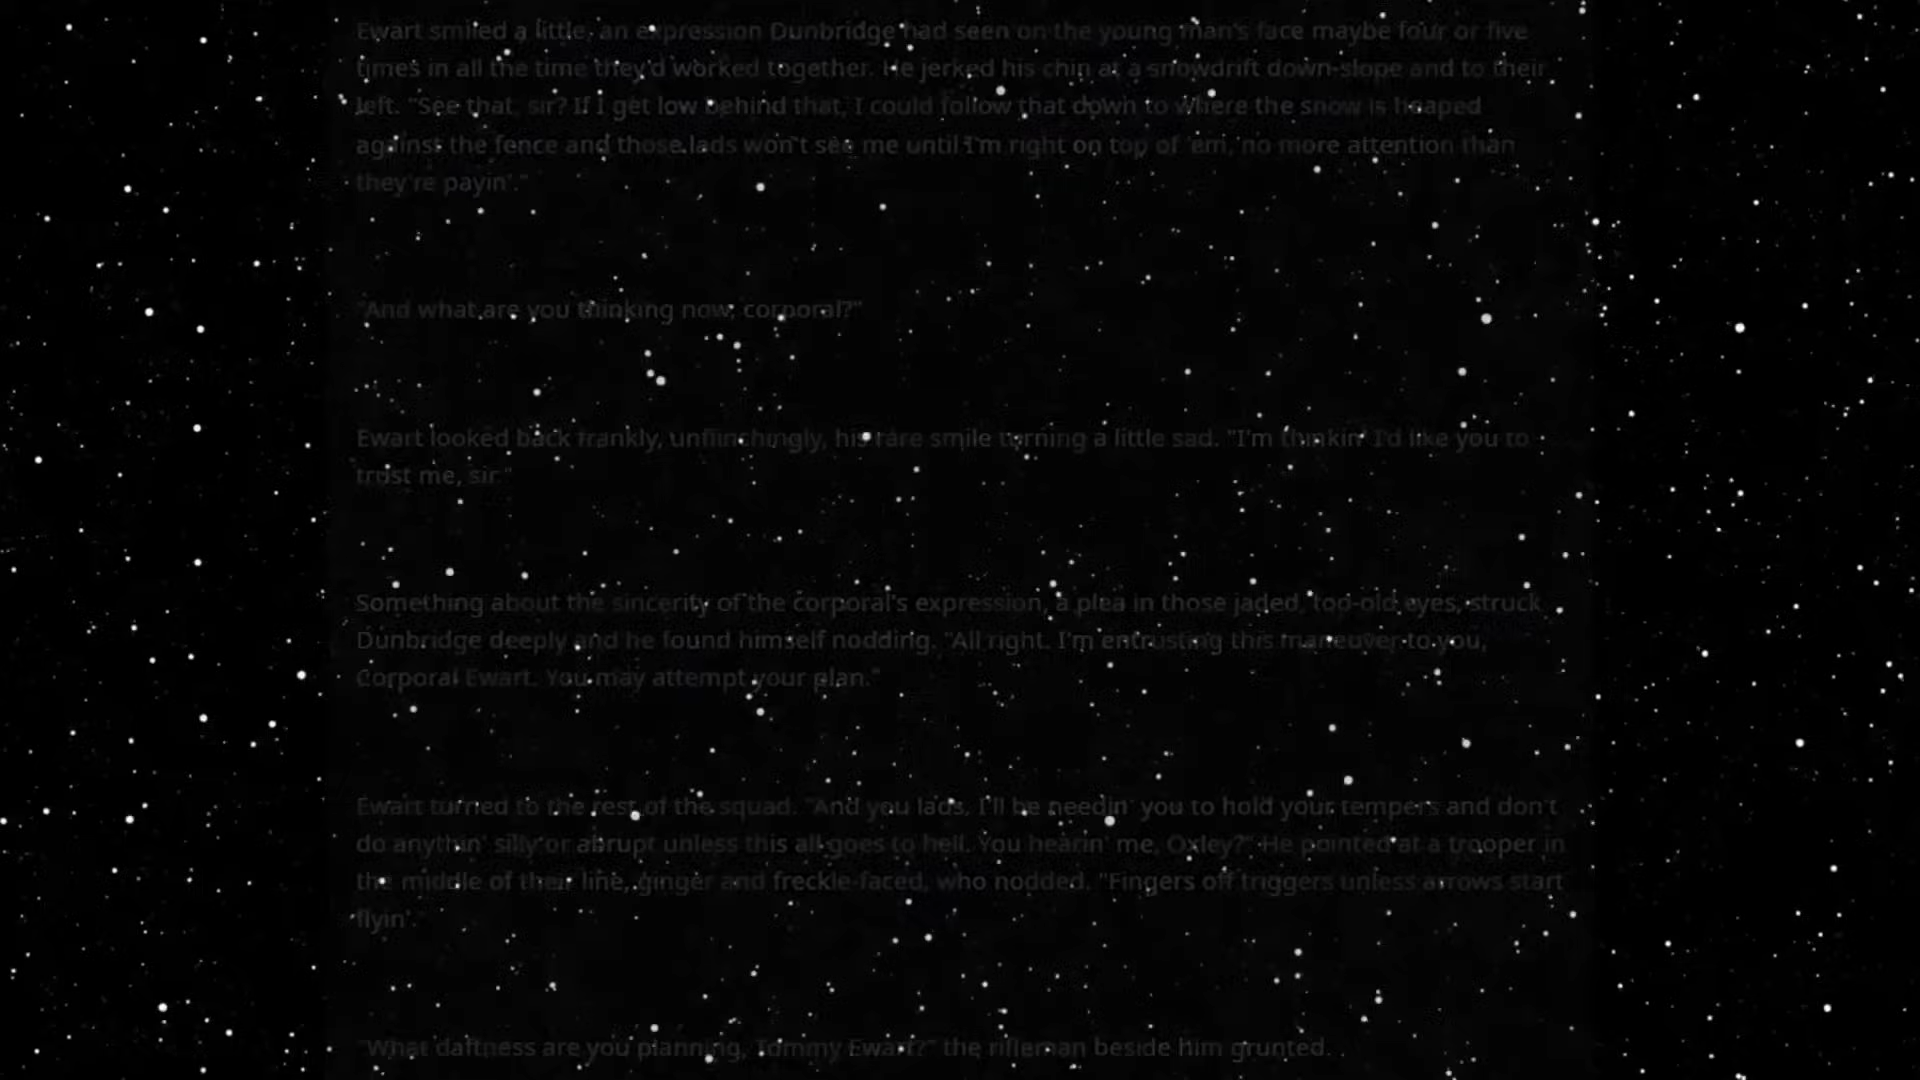 Ewart smiled a little, an expression Dunbridge had seen on the young man's face maybe four or five
times in all the time they'd worked together. He jerked his chin at a snowdrift down-slope and to their
left. "See that, sir? If I get low behind that, I could follow that down to where the snow is heaped
against the fence and those lads won't see me until I'm right on top of 'em, no more attention than
they're payin'."
"And what are you thinking now, corporal?"
Ewart looked back frankly, unflinchingly, his rare smile turning a little sad. "I'm thinkin' I'd like you to
trust me, sir."
Something about the sincerity of the corporal's expression, a plea in those jaded, too-old eyes, struck
Dunbridge deeply and he found himself nodding. "All right. I'm entrusting this maneuver to you,
Corporal Ewart. You may attempt your plan."
Ewart turned to the rest of the squad. "And you lads, I'll be needin' you to hold your tempers and don't
do anythin' silly or abrupt unless this all goes to hell. You hearin' me, Oxley?" He pointed at a trooper in
the middle of their line, ginger and freckle-faced, who nodded. "Fingers off triggers unless arrows start
flyin'."
"What daftness are you planning, Tommy Ewart?" the rifleman beside him grunted.